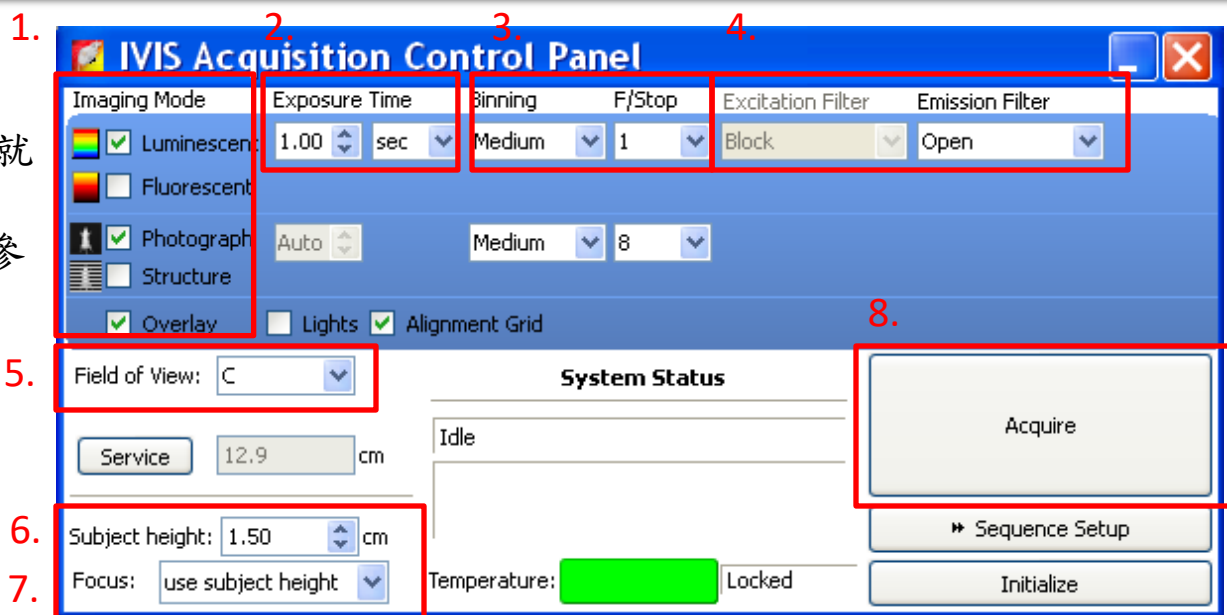 1. 2. 3. 4.
IVIS Acquisition Control Panel
Imaging Mode Exposure Time Binning F/Stop Excitation Filter Emission Filter
就 Luminescent 1.00 sec Medium 1 Block Open
Fluorescent
參 Photograph Auto Medium 8
Structure
Overlay Lights Alignment Grid
8.
5. Field of View: C System Status
Acquire
Idle
Service 12.9 cm
6. Subject height: 1.50 cm
Sequence Setup
7. Focus: use subject height Temperature: Locked Initialize